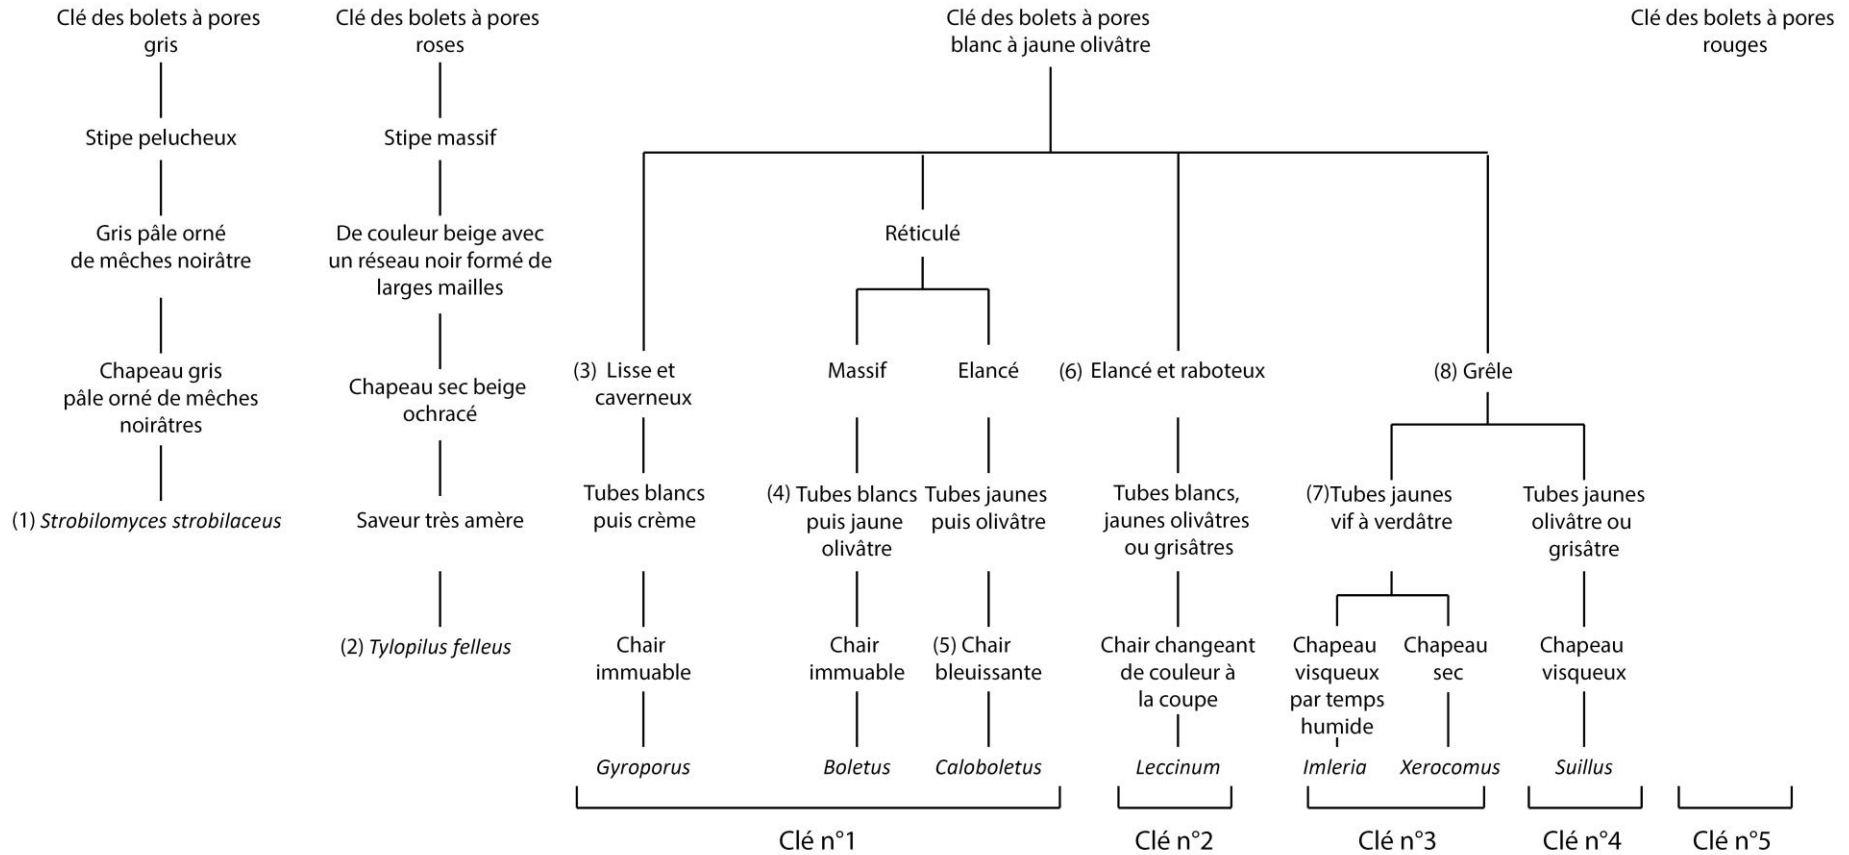 Clé des bolets à pores
gris
Stipe pelucheux
Gris pâle orné
de mêches noirâtre
Chapeau gris
pâle orné de mêches
noirâtres
(1) Strobilomyces strobilaceus
Clé des bolets à pores
roses
Stipe massif
De couleur beige avec
un réseau noir formé de
larges mailles
Chapeau sec beige
ochracé
Saveur très amère
(2) Tylopilus felleus
Clé des bolets à pores
blanc à jaune olivâtre
(3) Lisse et
caverneux
Tubes blancs
puis crème
Chair
immuable
Gyroporus
Réticulé
Massif
(4) Tubes blancs
puis jaune
olivâtre
Chair
immuable
Boletus
Elancé
Tubes jaunes
puis olivâtre
(5) Chair
bleuissante
Caloboletus
(6) Elancé et raboteux
Tubes blancs,
jaunes olivâtres
ou grisâtres
Chair changeant
de couleur à
la coupe
Leccinum
(8) Grêle
(7)Tubes jaunes
vif à verdâtre
Chapeau
visqueux
par temps
humide
Imleria
Chapeau
sec
Xerocomus
Tubes jaunes
olivâtre ou
grisâtre
Chapeau
visqueux
Suillus
Clé des bolets à pores
rouges
Clé n°1
Clé n°2
Clé n°3
Clé n°4
Clé n°5